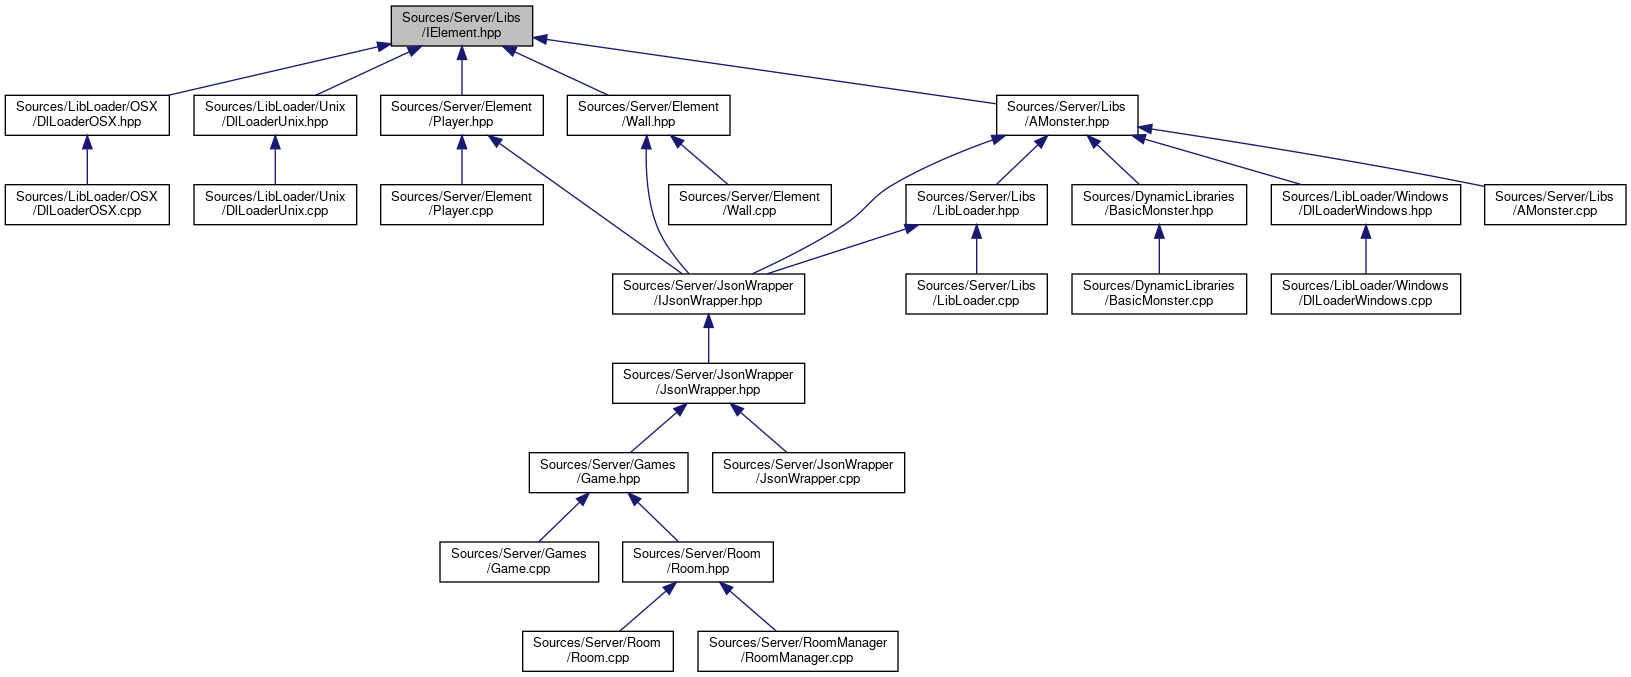 Sources/Server/Libs
/IElement.hpp
Sources/LibLoader/OSX
/DlLoaderOSX.hpp
Sources/LibLoader/Unix
/DlLoaderUnix.hpp
Sources/Server/Element
/Player.hpp
Sources/Server/Element
/Wall.hpp
Sources/Server/Libs
/AMonster.hpp
Sources/LibLoader/OSX
/DlLoaderOSX.cpp
Sources/LibLoader/Unix
/DlLoaderUnix.cpp
Sources/Server/Element
/Player.cpp
Sources/Server/Element
/Wall.cpp
Sources/Server/Libs
/LibLoader.hpp
Sources/DynamicLibraries
/BasicMonster.hpp
Sources/LibLoader/Windows
/DlLoaderWindows.hpp
Sources/Server/Libs
/AMonster.cpp
Sources/Server/JsonWrapper
/IJsonWrapper.hpp
Sources/Server/Libs
/LibLoader.cpp
Sources/DynamicLibraries
/BasicMonster.cpp
Sources/LibLoader/Windows
/DlLoaderWindows.cpp
Sources/Server/JsonWrapper
/JsonWrapper.hpp
Sources/Server/Games
/Game.hpp
Sources/Server/JsonWrapper
/JsonWrapper.cpp
Sources/Server/Games
/Game.cpp
Sources/Server/Room
/Room.hpp
Sources/Server/Room
/Room.cpp
Sources/Server/RoomManager
/RoomManager.cpp